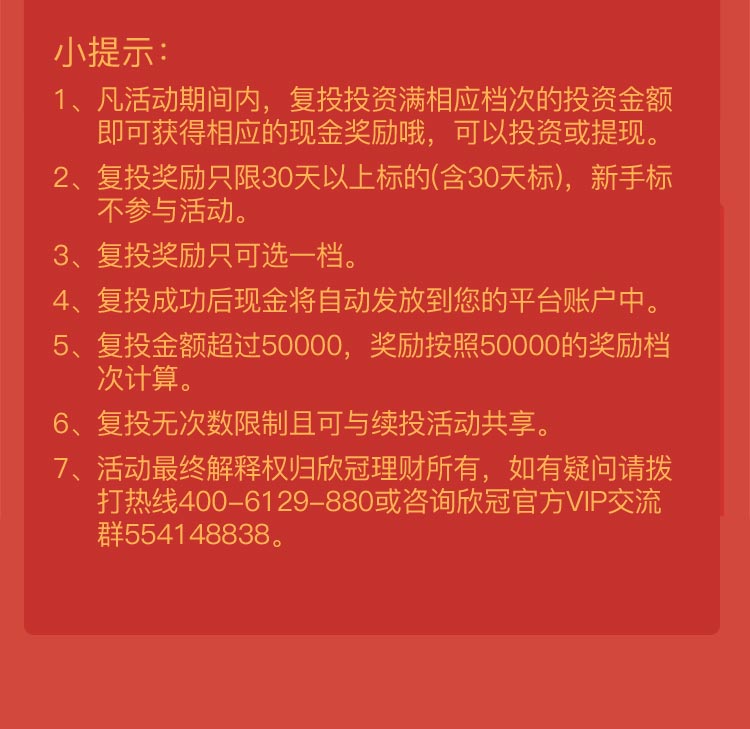 小提示：
1、凡活动期间内，复投投资满相应档次的投资金额
即可获得相应的现金奖励哦，可以投资或提现。
2、复投奖励只限30天以上标的(含30天标)，新手标
不参与活动。
3、复投奖励只可选一档。
4、复投成功后现金将自动发放到您的平台账户中。
5、复投金额超过50000，奖励按照50000的奖励档
次计算。
6、复投无次数限制且可与续投活动共享。
7、活动最终解释权归欣冠理财所有，如有疑问请拨
打热线400-6129-880或咨询欣冠官方VIP交流
群554148838。